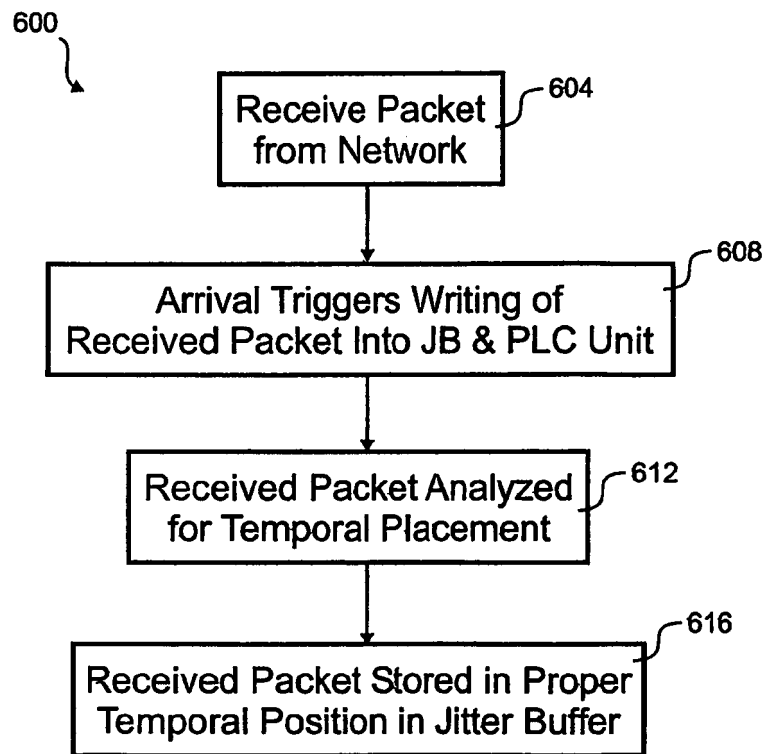 600
Receive Packet
from Network
604
Arrival Triggers Writing of
Received Packet Into JB & PLC Unit
608
Received Packet Analyzed
for Temporal Placement
612
Received Packet Stored in Proper
Temporal Position in Jitter Buffer
616